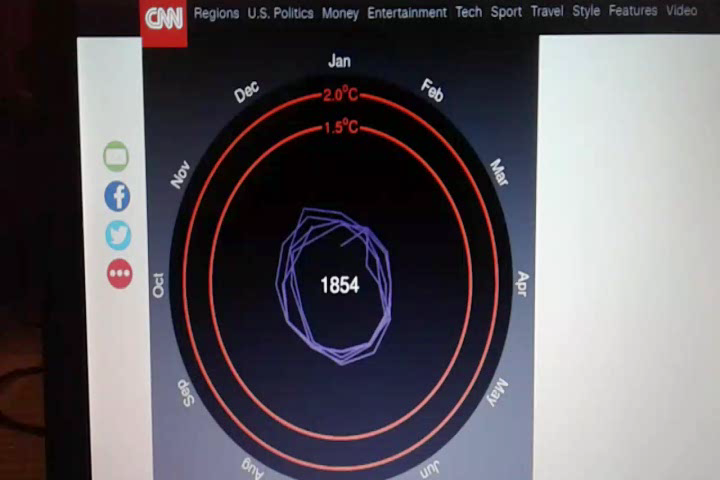 CNN Regions U.S. Politics Money Entertainment Tech Sport Travel Style Features Video
Jan
Dec
Feb
2.0°C
1.5°C
Nov
Mar
1854
Oct
Apr
Sep
May
Aug
Jun